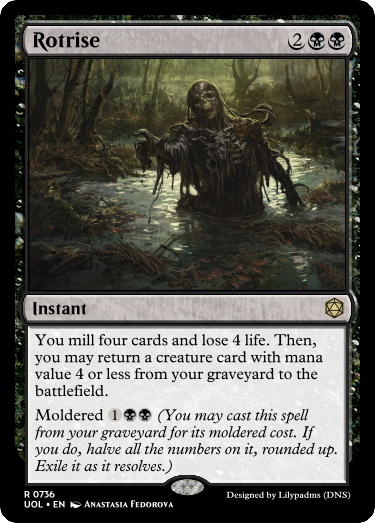 Rotrise 2
Instant
You mill four cards and lose 4 life. Then,
you may return a creature card with mana
value 4 or less from your graveyard to the
battlefield.
Moldered 1 (You may cast this spell
from your graveyard for its moldered cost. If
you do, halve all the numbers on it, rounded up.
Exile it as it resolves.)
R 0736
Designed by Lilypadms (DNS)
UOL • EN Anastasia Fedorova